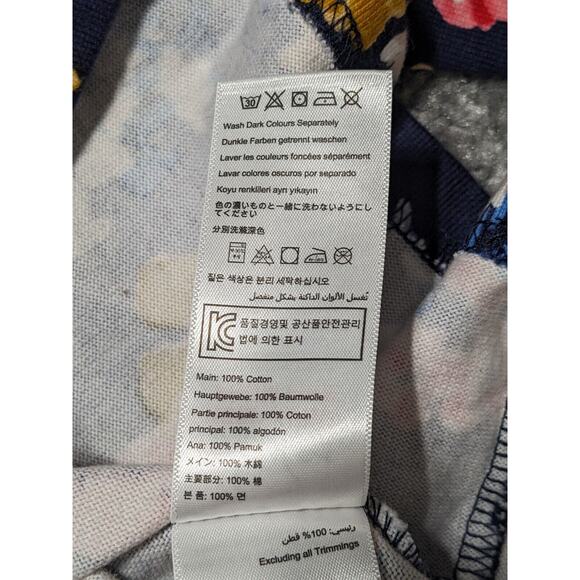 30
Wash Dark Colours Separately
Dunkle Farben getrennt waschen
Laver les couleurs foncées séparément
Lavar colores oscuros por separado
Koyu renklileri ayrı yıkayın
色の濃いものと一緒に洗わないようにし
てください
分別洗滌深色
짙은 색상은 분리 세탁하십시오
تُغسل الألوان الداكنة بشكل منفصل
품질경영및 공산품안전관리
법에 의한 표시
Main: 100% Cotton
Hauptgewebe: 100% Baumwolle
Partie principale: 100% Coton
principal: 100% algodón
Ana: 100% Pamuk
メイン: 100% 木綿
主要部分: 100% 棉
본 품: 100% 면
رئيسي: 100% قطن
Excluding all Trimmings